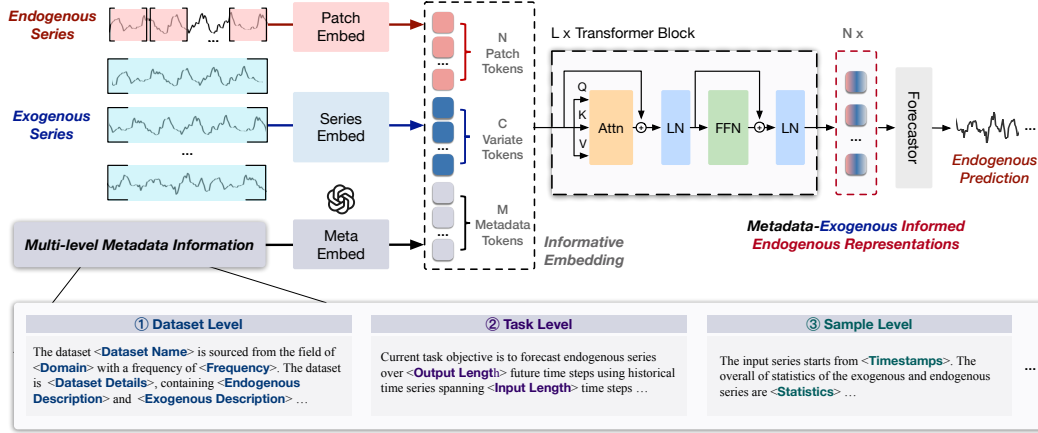 Endogenous
Series
...
Patch
Embed
N
Patch
Tokens
...
Exogenous
Series
...
Series
Embed
C
Variate
Tokens
...
Multi-level Metadata Information
Meta
Embed
M
Metadata
Tokens
...
Informative
Embedding
L x Transformer Block
Q
K
V
Attn
+
LN
FFN
+
LN
N x
...
Forecastor
...
Endogenous
Prediction
Metadata-Exogenous Informed
Endogenous Representations
① Dataset Level
The dataset <Dataset Name> is sourced from the field of
<Domain> with a frequency of <Frequency>. The dataset
is <Dataset Details>, containing <Endogenous
Description> and <Exogenous Description> …
② Task Level
Current task objective is to forecast endogenous series
over <Output Length> future time steps using historical
time series spanning <Input Length> time steps …
③ Sample Level
The input series starts from <Timestamps>. The
overall of statistics of the exogenous and endogenous
series are <Statistics> …
...